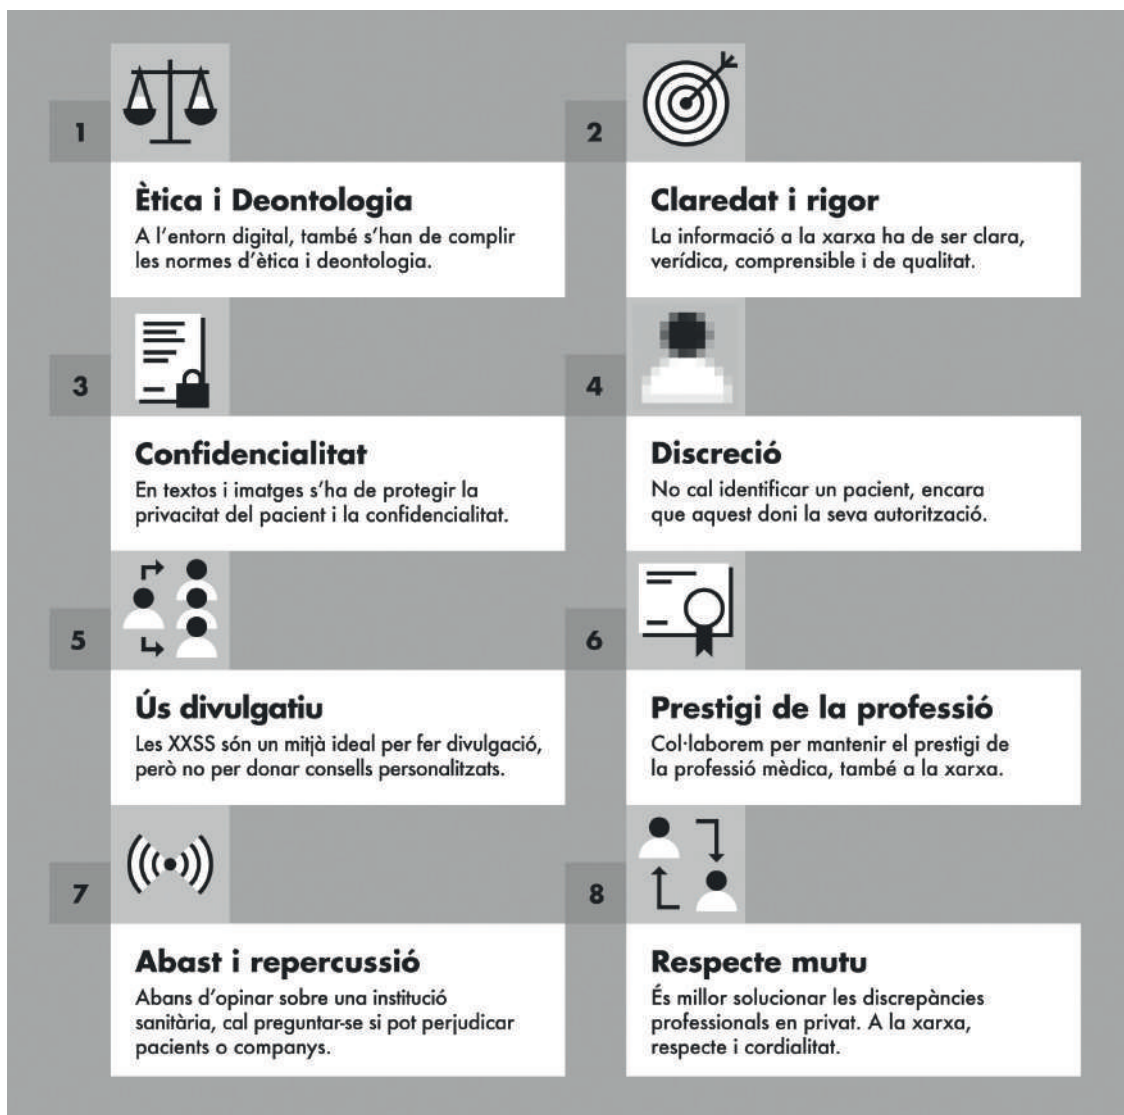 1
Ètica i Deontologia
A l'entorn digital, també s'han de complir
les normes d'ètica i deontologia.
2
Claredat i rigor
La informació a la xarxa ha de ser clara,
verídica, comprensible i de qualitat.
3
Confidencialitat
En textos i imatges s'ha de protegir la
privacitat del pacient i la confidencialitat.
4
Discreció
No cal identificar un pacient, encara
que aquest doni la seva autorització.
5
Ús divulgatiu
Les XXSS són un mitjà ideal per fer divulgació,
però no per donar consells personalitzats.
6
Prestigi de la professió
Col·laborem per mantenir el prestigi de
la professió mèdica, també a la xarxa.
7
Abast i repercussió
Abans d'opinar sobre una institució
sanitària, cal preguntar-se si pot perjudicar
pacients o companys.
8
Respecte mutu
És millor solucionar les discrepàncies
professionals en privat. A la xarxa,
respecte i cordialitat.